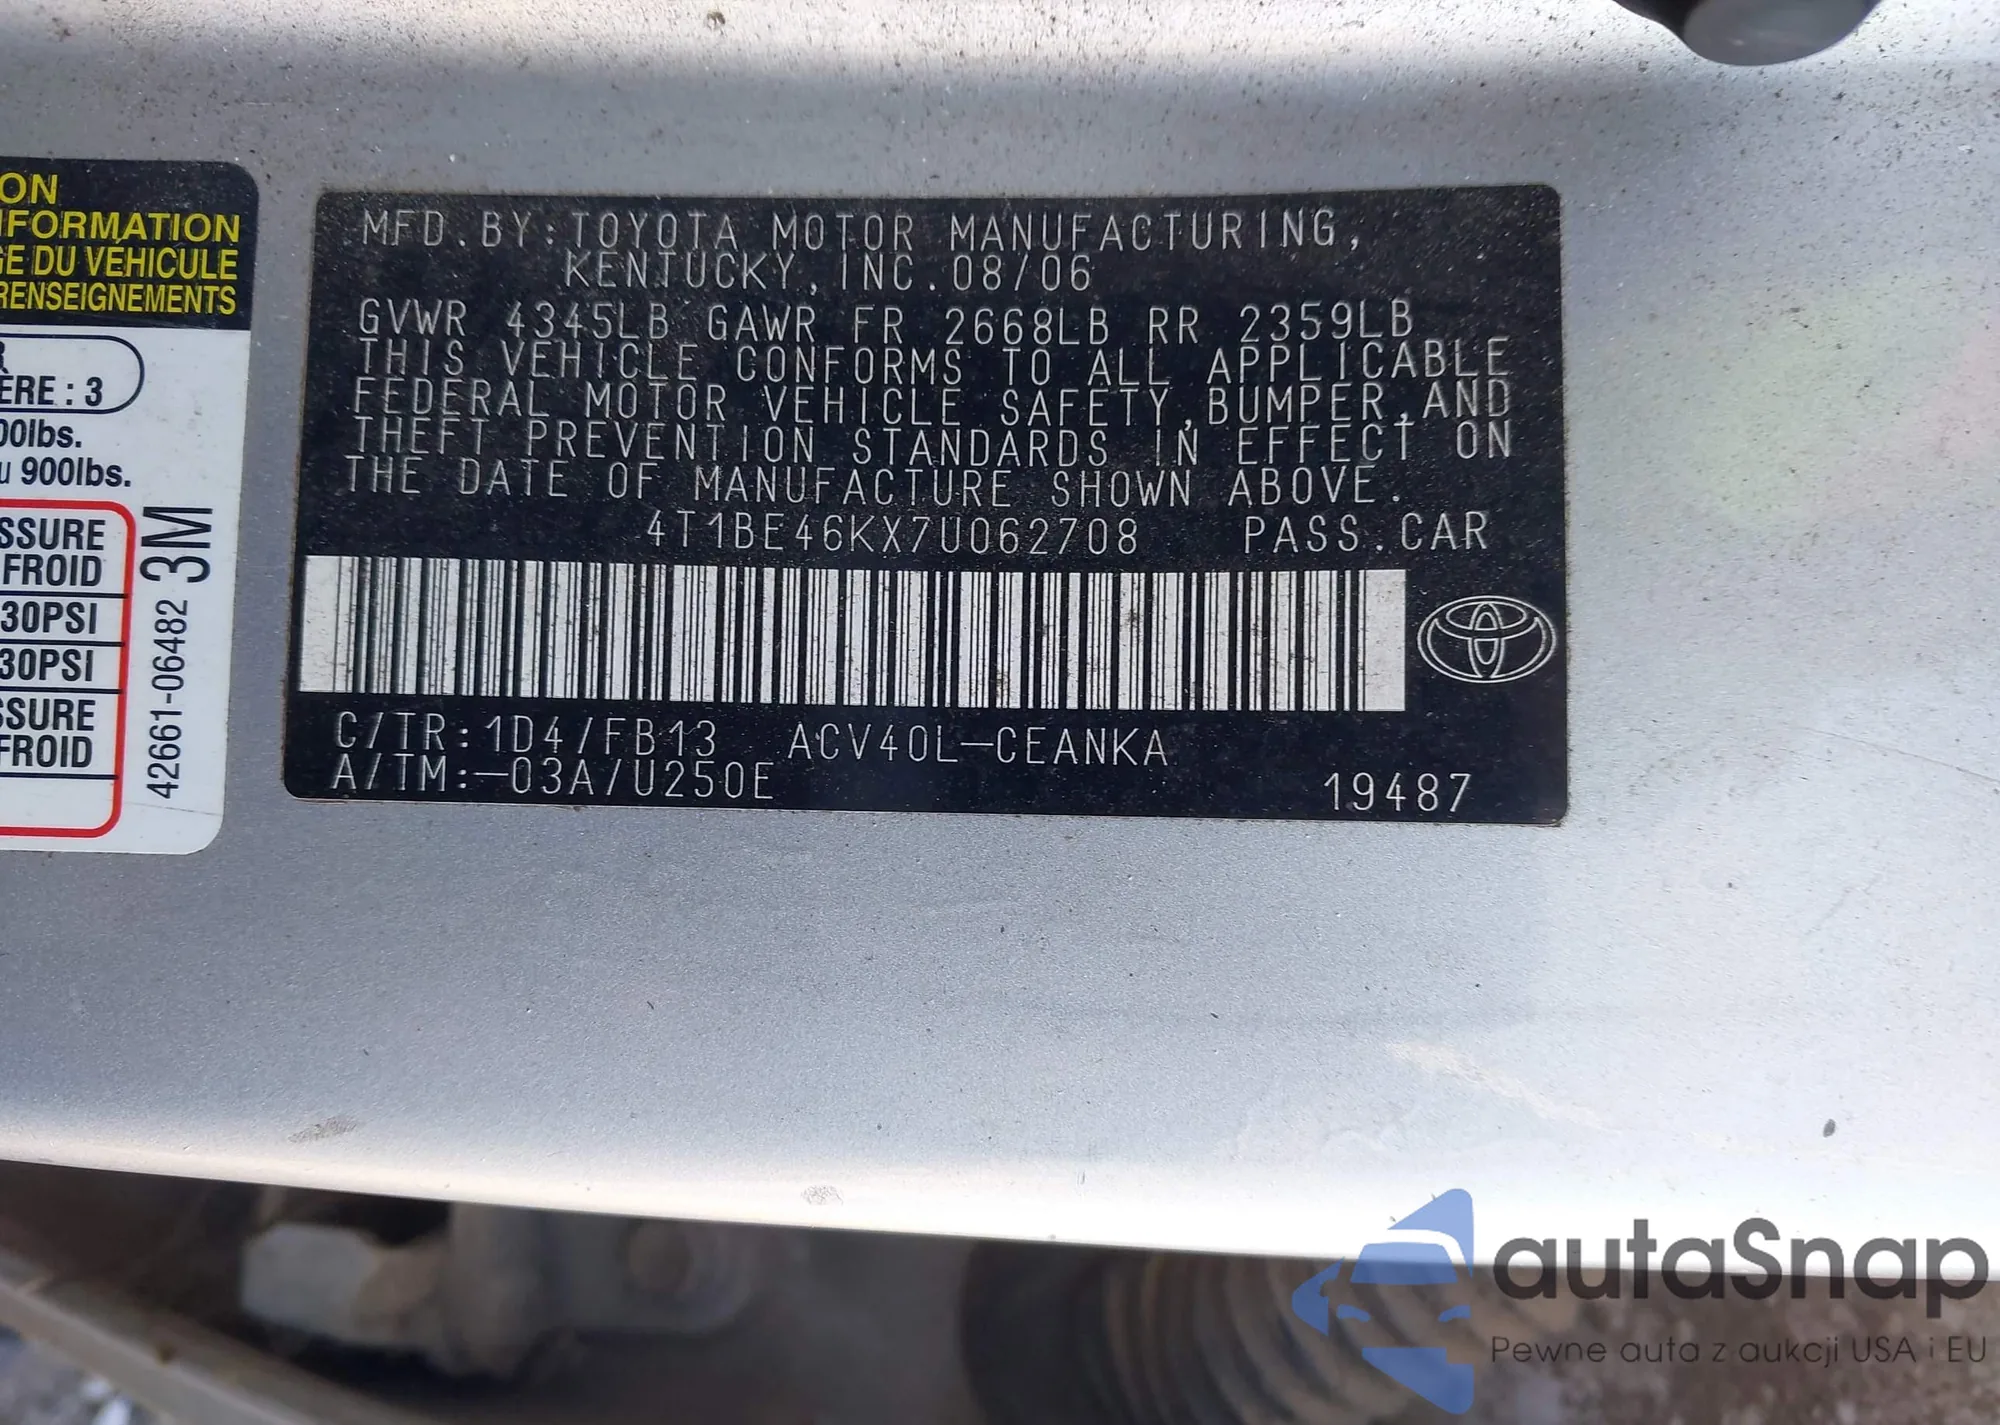 ON
NFORMATION
GE DU VÉHICULE
RENSEIGNEMENTS
R
ERE : 3
00lbs.
u 900lbs.
SSURE
FROID
30PSI
30PSI
SSURE
FROID
42661-06482 3M
MFD.BY:TOYOTA MOTOR MANUFACTURING,
KENTUCKY,INC.08/06
GVWR 4345LB GAWR FR 2668LB RR 2359LB
THIS VEHICLE CONFORMS TO ALL APPLICABLE
FEDERAL MOTOR VEHICLE SAFETY,BUMPER,AND
THEFT PREVENTION STANDARDS IN EFFECT ON
THE DATE OF MANUFACTURE SHOWN ABOVE.
4T1BE46KX7U062708 PASS.CAR
C/TR:1D4/FB13 ACV40L-CEANKA
A/TM:-03A/U250E
19487
autaSnap
Pewne auta z aukcji USA i EU